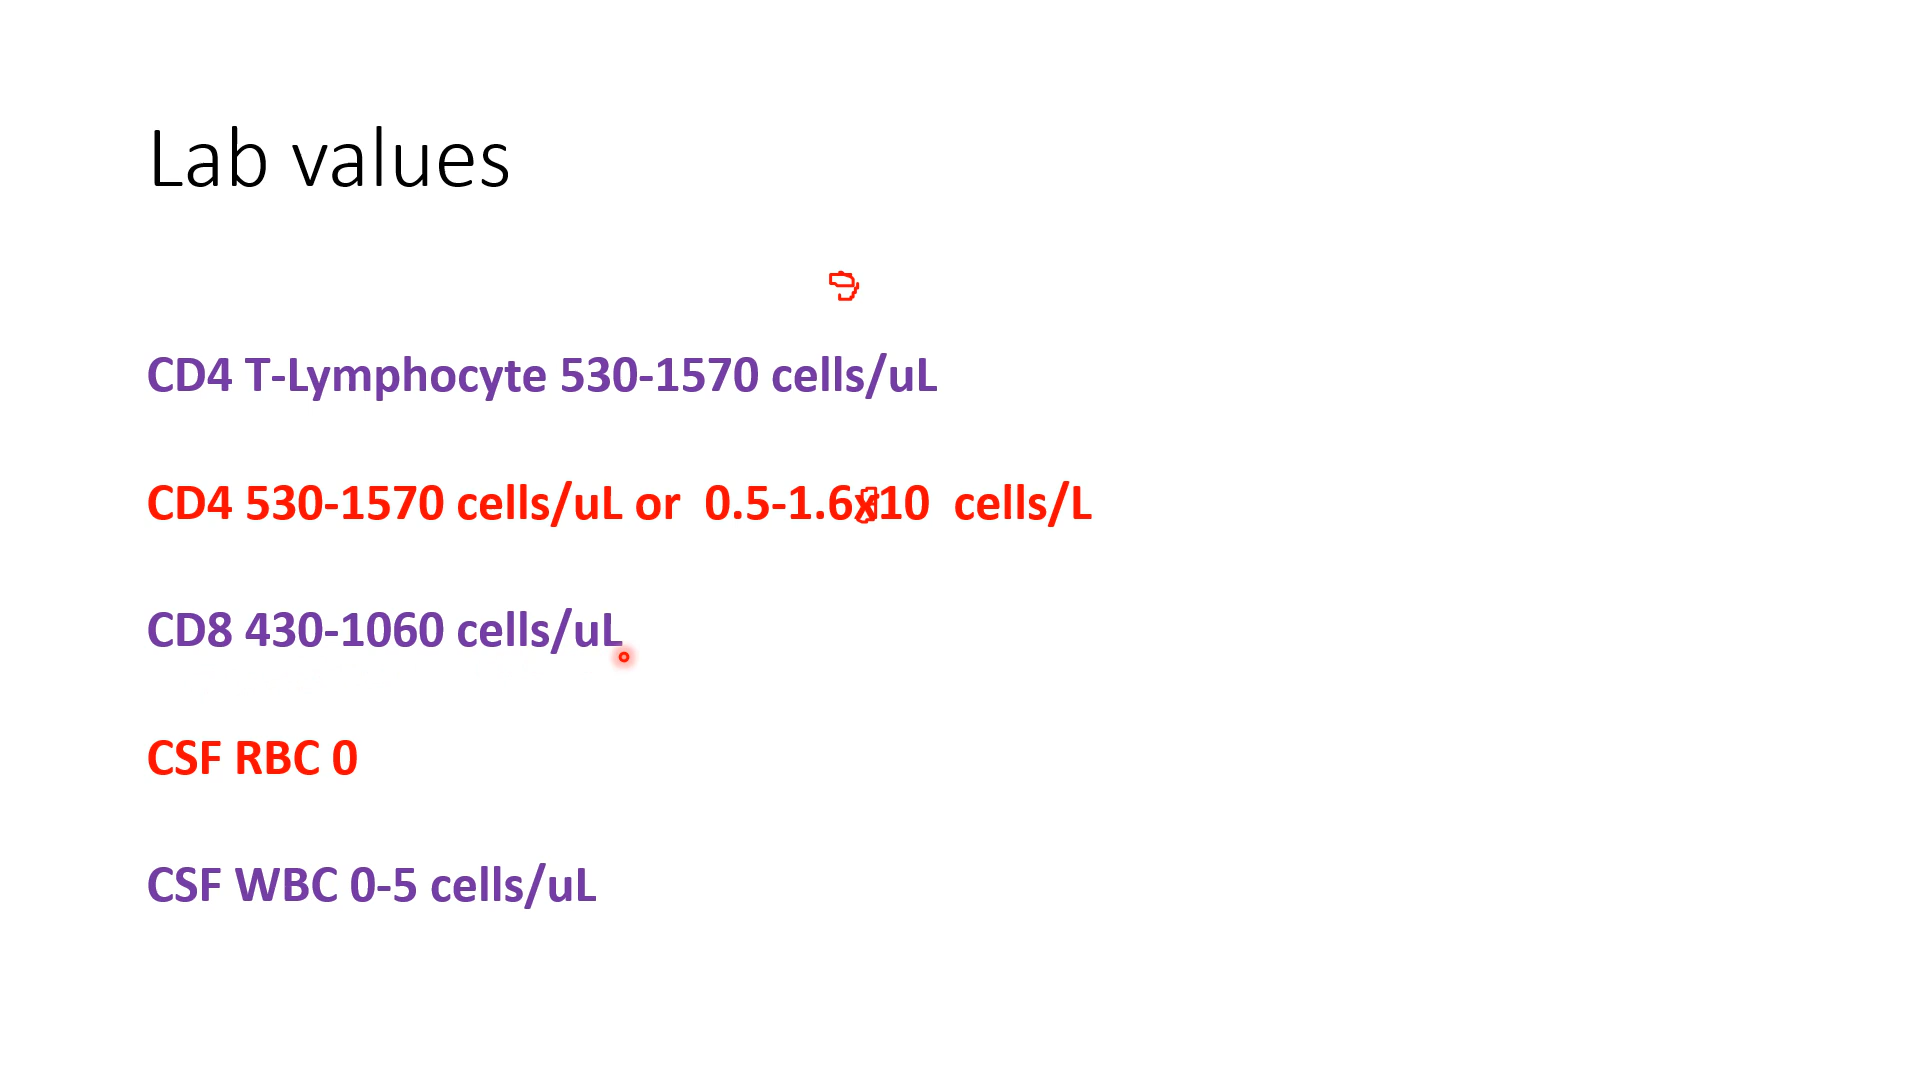 Lab values
CD4 T-Lymphocyte 530-1570 cells/uL
CD4 530-1570 cells/uL or 0.5-1.6x10 cells/L
CD8 430-1060 cells/uL
CSF RBC 0
CSF WBC 0-5 cells/uL